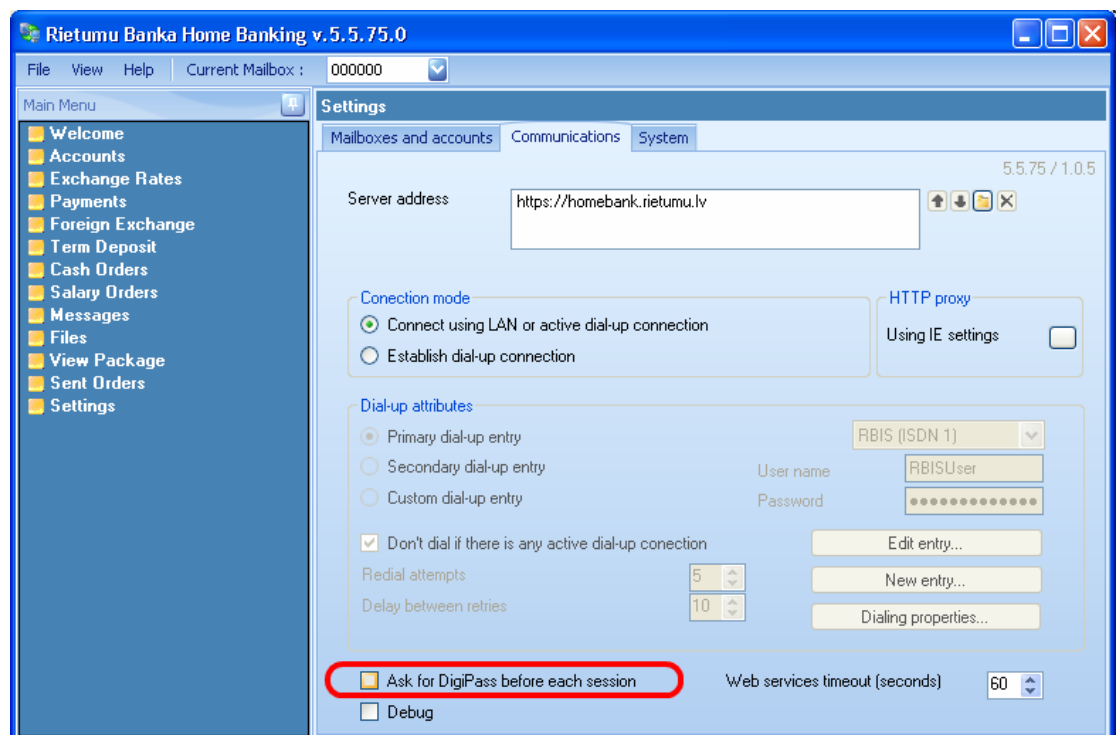 Rietumu Banka Home Banking v.5.5.75.0
File View Help Current Mailbox : 000000
Main Menu
Welcome
Accounts
Exchange Rates
Payments
Foreign Exchange
Term Deposit
Cash Orders
Salary Orders
Messages
Files
View Package
Sent Orders
Settings
Settings
Mailboxes and accounts Communications System
5.5.75 / 1.0.5
Server address https://homebank.rietumu.lv
Conection mode
Connect using LAN or active dial-up connection
Establish dial-up connection
HTTP proxy
Using IE settings
Dial-up attributes
Primary dial-up entry RBIS (ISDN 1)
Secondary dial-up entry User name RBISUser
Custom dial-up entry Password
Don't dial if there is any active dial-up conection Edit entry...
Redial attempts 5 New entry...
Delay between retries 10 Dialing properties...
Ask for DigiPass before each session Web services timeout (seconds) 60
Debug